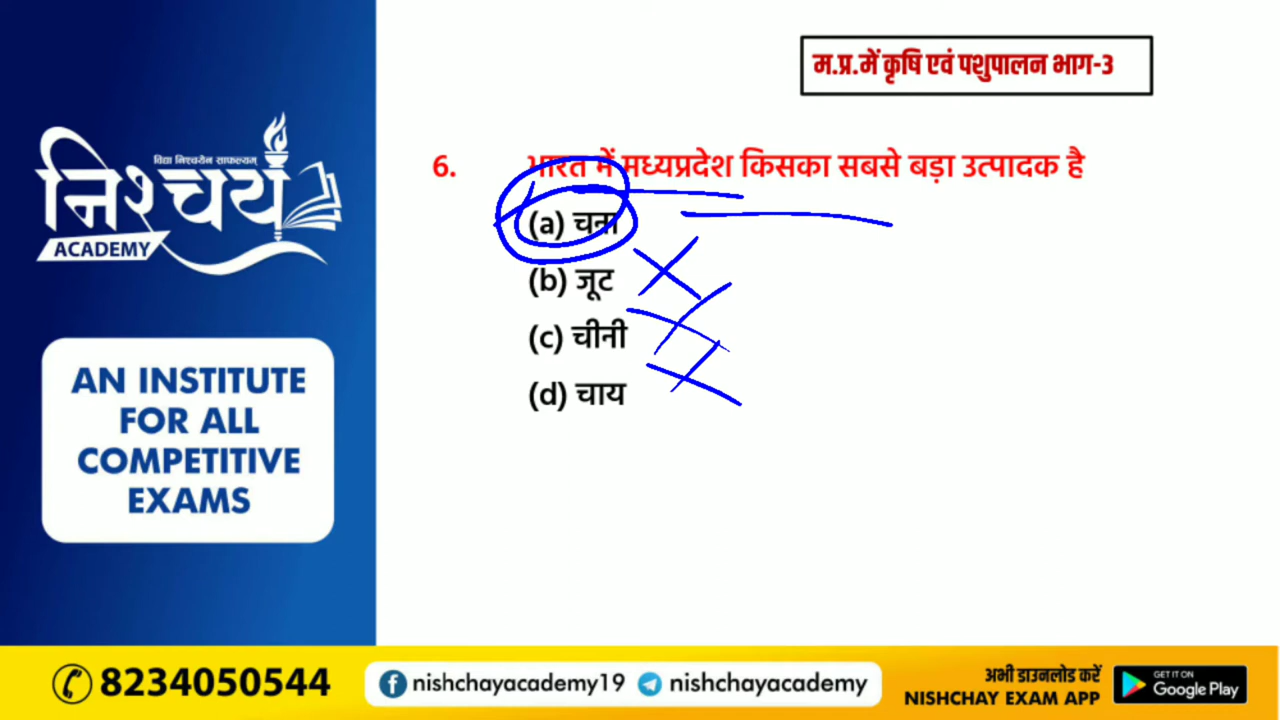 म.प्र.में कृषि एवं पशुपालन भाग-3
विद्या निश्चयेन साफल्यम्
निश्चय
ACADEMY
AN INSTITUTE
FOR ALL
COMPETITIVE
EXAMS
6. भारत में मध्यप्रदेश किसका सबसे बड़ा उत्पादक है
(a) चना
(b) जूट
(c) चीनी
(d) चाय
8234050544
nishchayacademy19
nishchayacademy
अभी डाउनलोड करें
NISHCHAY EXAM APP
GET IT ON
Google Play